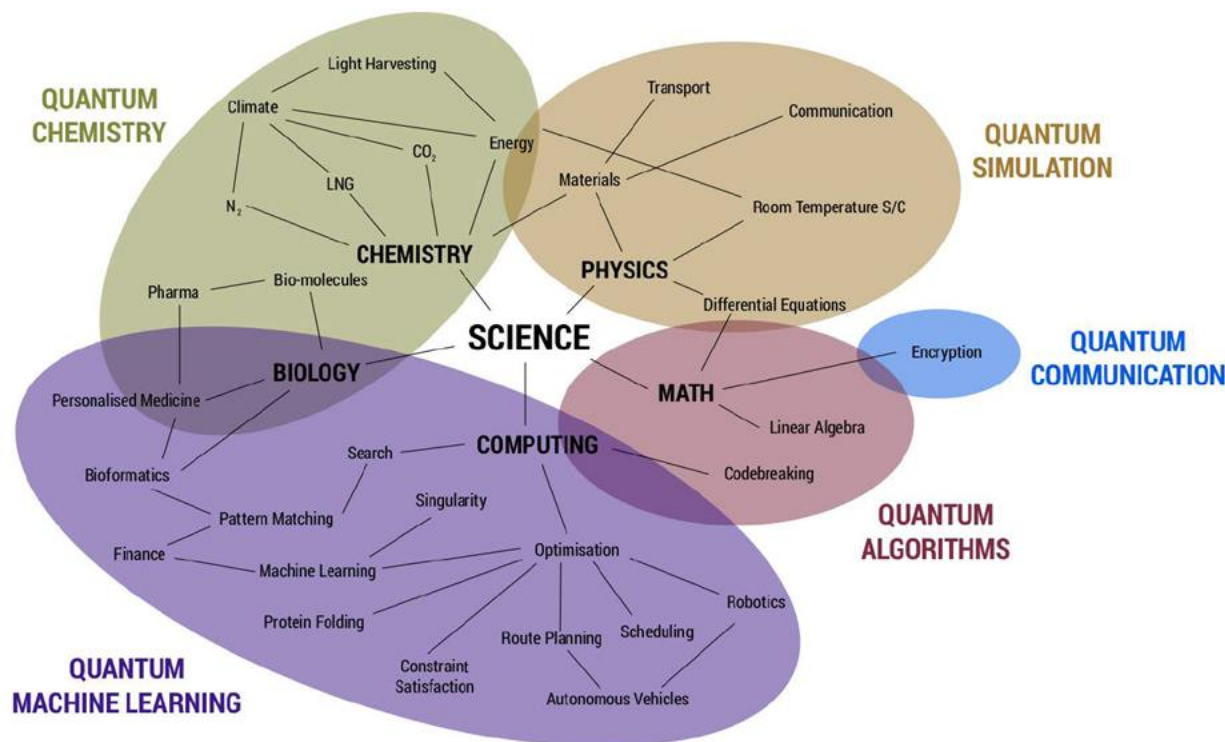 Light Harvesting
Transport
QUANTUM
CHEMISTRY
Climate
Communication
QUANTUM
SIMULATION
Energy
CO₂
LNG
Materials
N₂
Room Temperature S/C
CHEMISTRY
PHYSICS
Pharma
Bio-molecules
Differential Equations
SCIENCE
Encryption
QUANTUM
COMMUNICATION
BIOLOGY
MATH
Personalised Medicine
Linear Algebra
COMPUTING
Search
Codebreaking
Bioformatics
Singularity
Pattern Matching
QUANTUM
ALGORITHMS
Finance
Optimisation
Machine Learning
Robotics
Protein Folding
Route Planning
Scheduling
QUANTUM
MACHINE LEARNING
Constraint
Satisfaction
Autonomous Vehicles